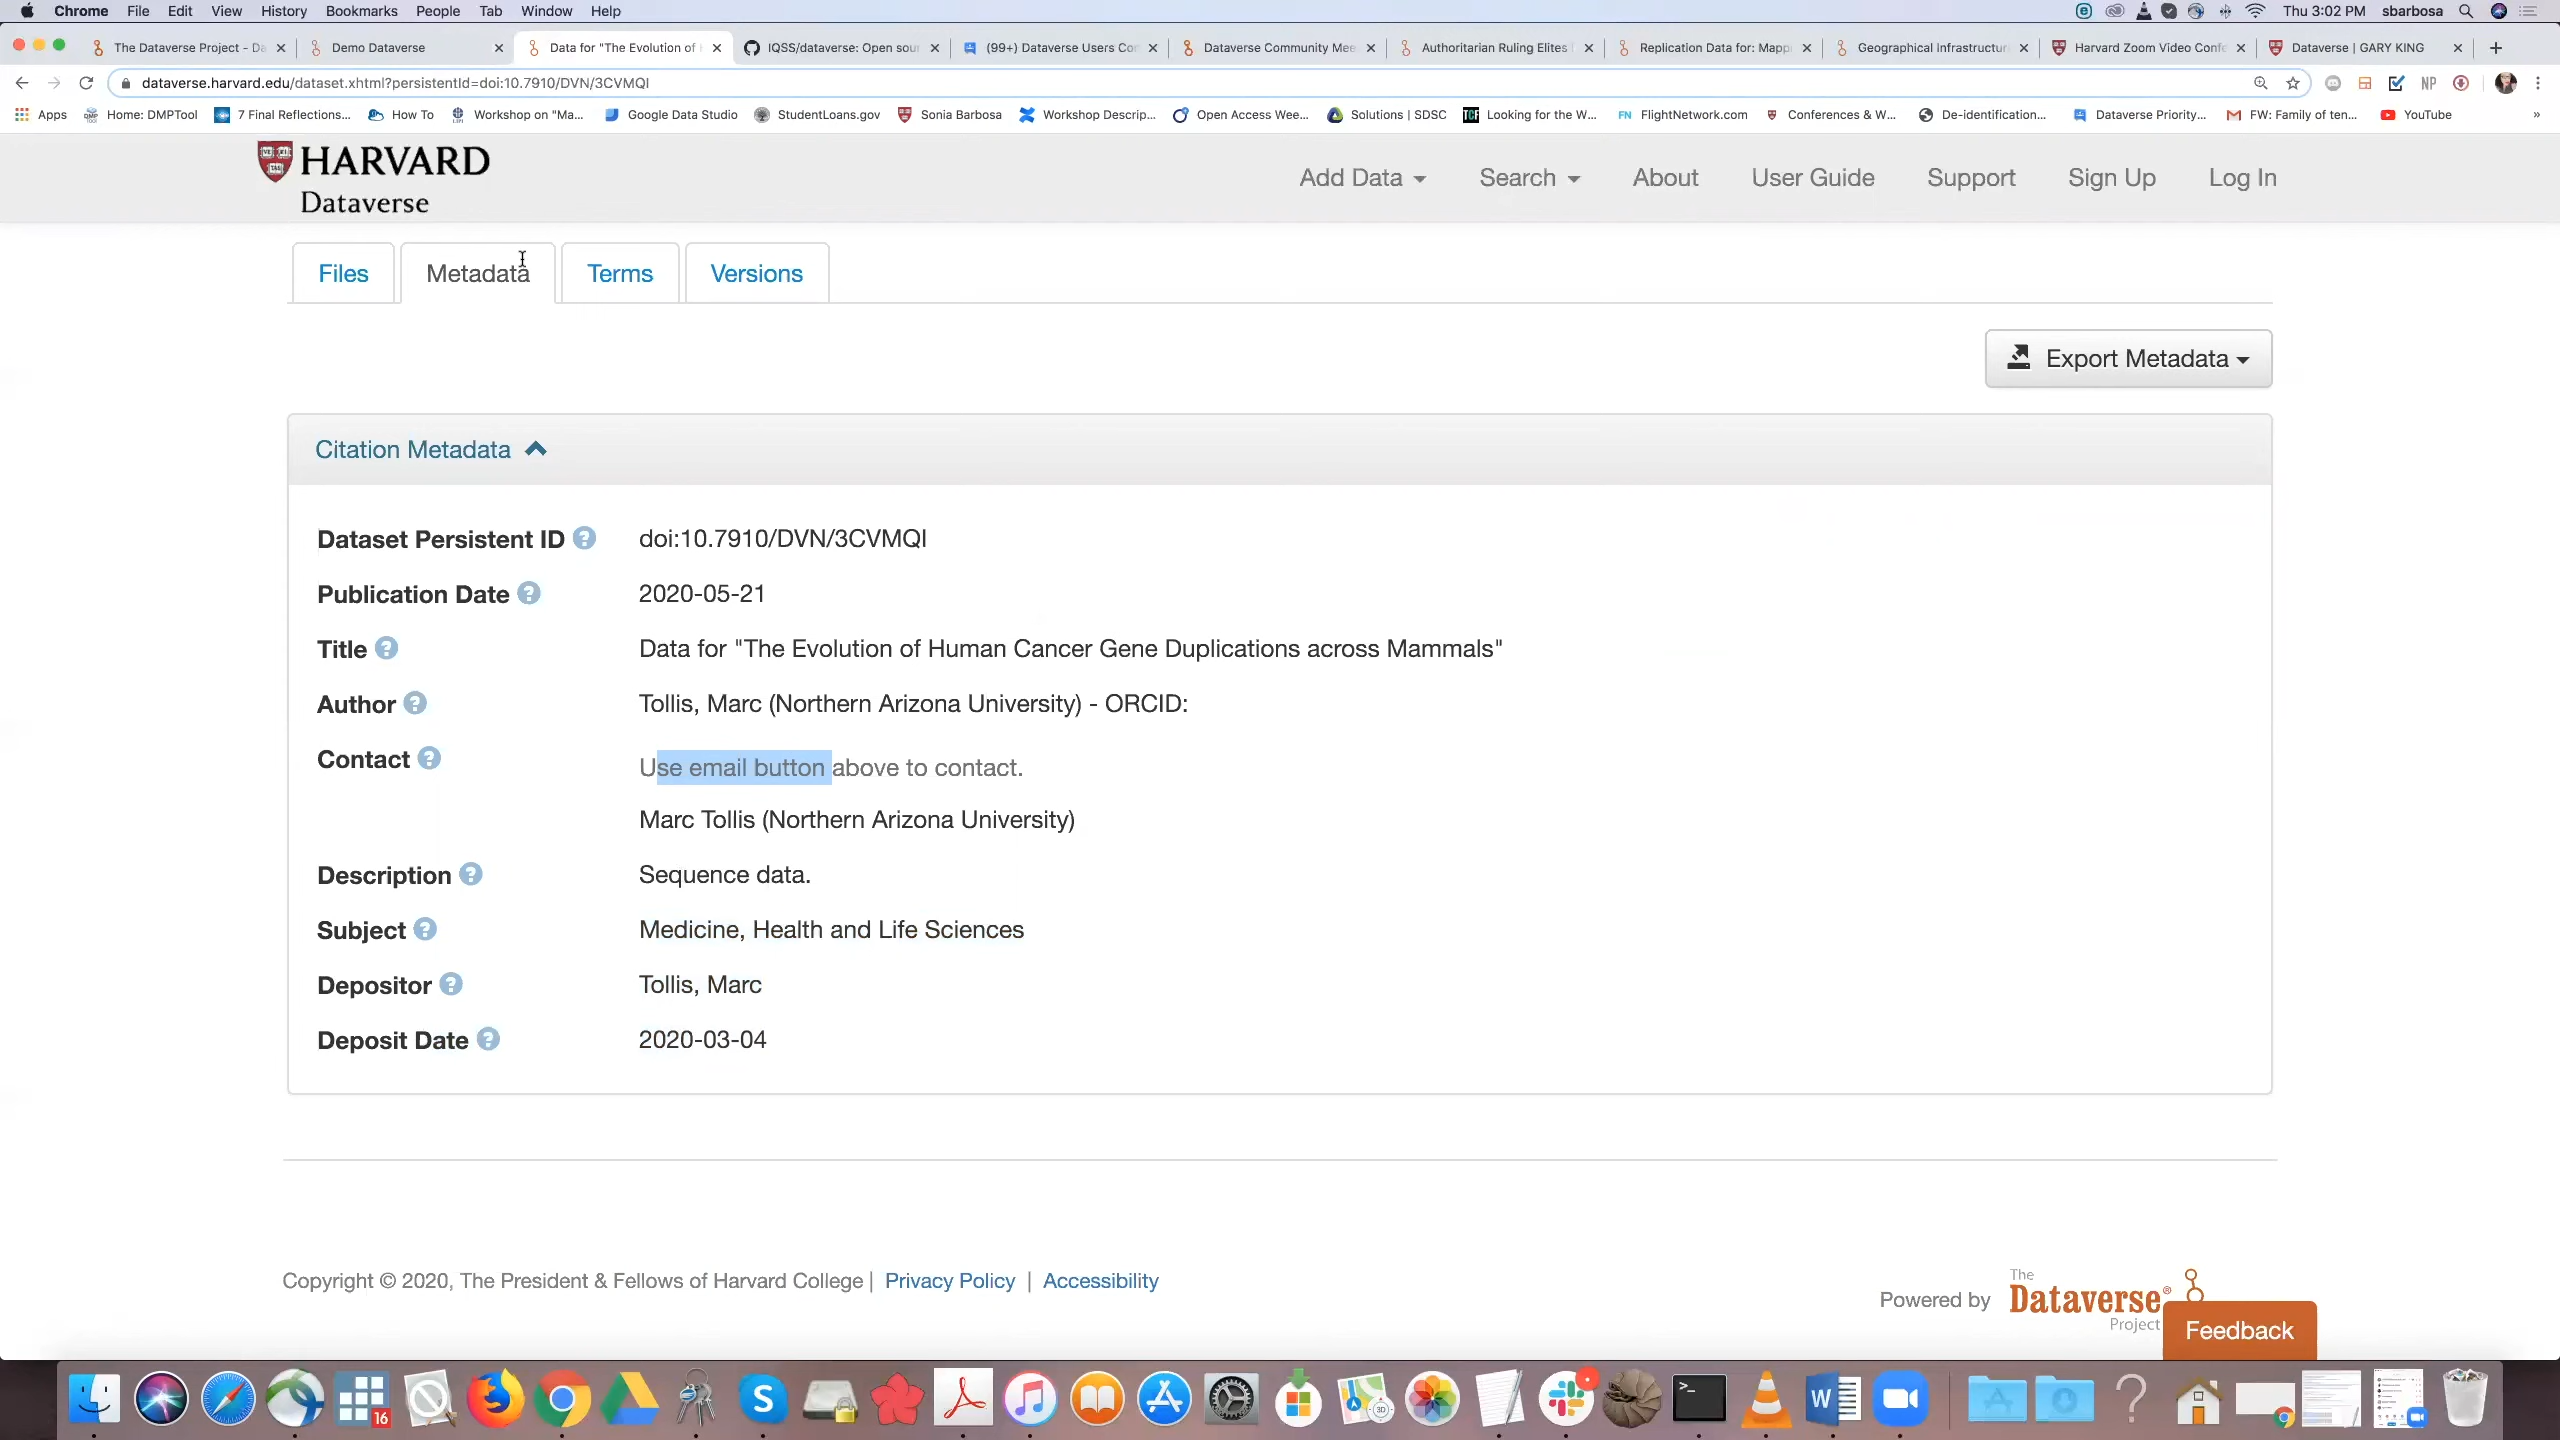 Chrome File Edit View History Bookmarks People Tab Window Help Thu 3:02 PM sbarbosa
The Dataverse Project - Da Demo Dataverse Data for "The Evolution of H IQSS/dataverse: Open sour (99+) Dataverse Users Com Dataverse Community Mee Authoritarian Ruling Elites Replication Data for: Mapp Geographical Infrastructur Harvard Zoom Video Confe Dataverse | GARY KING
dataverse.harvard.edu/dataset.xhtml?persistentId=doi:10.7910/DVN/3CVMQI NP
Apps Home: DMPTool 7 Final Reflections... How To Workshop on "Ma... Google Data Studio StudentLoans.gov Sonia Barbosa Workshop Descrip... Open Access Wee... Solutions | SDSC TCF Looking for the W... FN FlightNetwork.com Conferences & W... De-identification... Dataverse Priority... FW: Family of ten... YouTube »
HARVARD
Dataverse
Add Data Search About User Guide Support Sign Up Log In
Files Metadata Terms Versions
Export Metadata
Citation Metadata
Dataset Persistent ID ? doi:10.7910/DVN/3CVMQI
Publication Date ? 2020-05-21
Title ? Data for "The Evolution of Human Cancer Gene Duplications across Mammals"
Author ? Tollis, Marc (Northern Arizona University) - ORCID:
Contact ? Use email button above to contact.
Marc Tollis (Northern Arizona University)
Description ? Sequence data.
Subject ? Medicine, Health and Life Sciences
Depositor ? Tollis, Marc
Deposit Date ? 2020-03-04
Copyright © 2020, The President & Fellows of Harvard College | Privacy Policy | Accessibility
Powered by The Dataverse® Project
Feedback
16